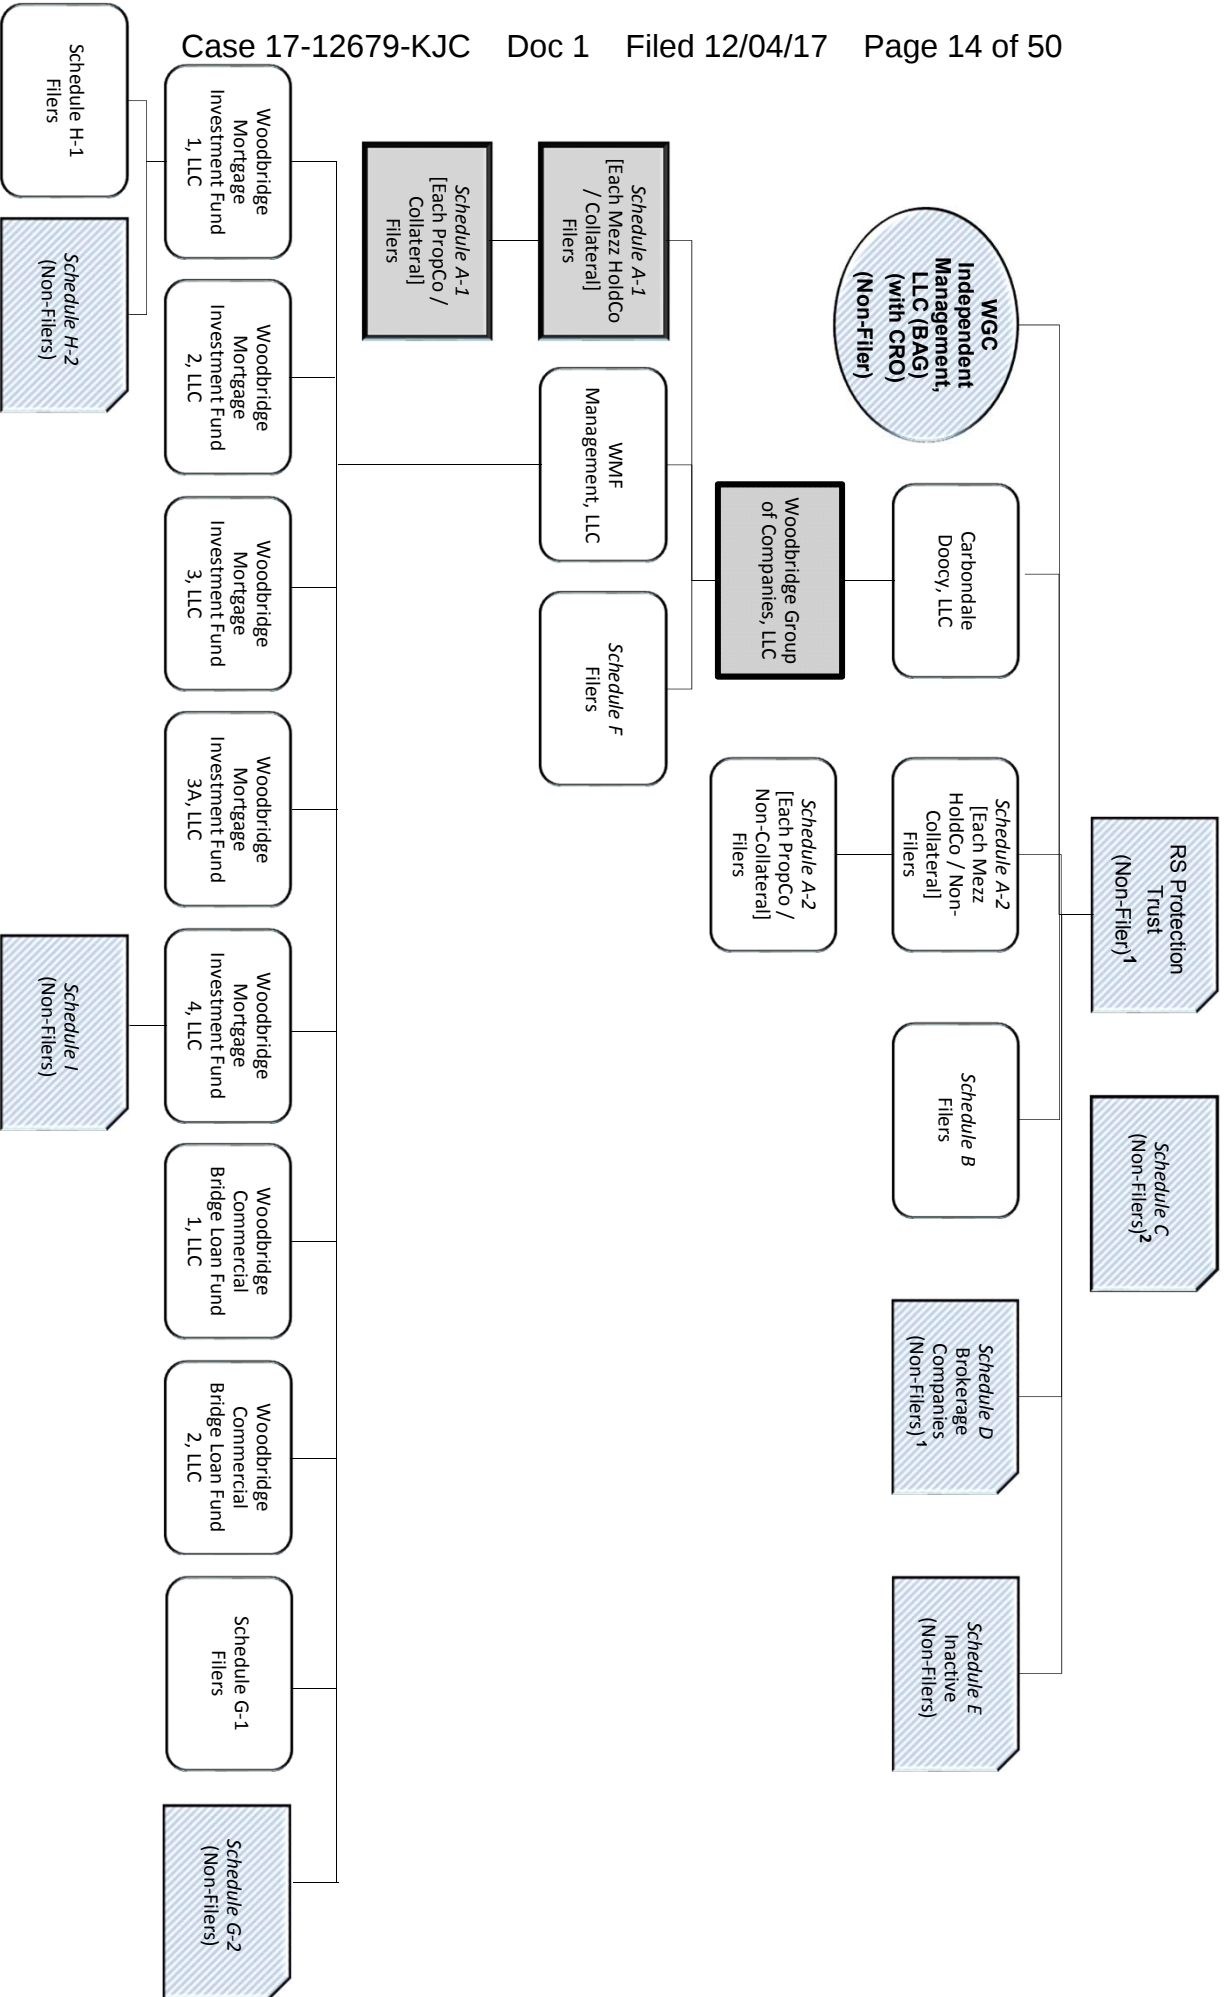 Case 17-12679-KJC Doc 1 Filed 12/04/17 Page 14 of 50
RS Protection
Trust
(Non-Filer)¹
Schedule C
(Non-Filers)²
WGC
Independent
Management,
LLC (BAG)
(with CRO)
(Non-Filer)
Carbondale
Doocy, LLC
Schedule A-2
[Each Mezz
HoldCo / Non-
Collateral]
Filers
Schedule B
Filers
Schedule D
Brokerage
Companies
(Non-Filers) ¹
Schedule E
Inactive
(Non-Filers)
Woodbridge Group
of Companies, LLC
Schedule A-2
[Each PropCo /
Non-Collateral]
Filers
Schedule A-1
[Each Mezz HoldCo
/ Collateral]
Filers
WMF
Management, LLC
Schedule F
Filers
Schedule A-1
[Each PropCo /
Collateral]
Filers
Woodbridge
Mortgage
Investment Fund
1, LLC
Woodbridge
Mortgage
Investment Fund
2, LLC
Woodbridge
Mortgage
Investment Fund
3, LLC
Woodbridge
Mortgage
Investment Fund
3A, LLC
Woodbridge
Mortgage
Investment Fund
4, LLC
Woodbridge
Commercial
Bridge Loan Fund
1, LLC
Woodbridge
Commercial
Bridge Loan Fund
2, LLC
Schedule G-1
Filers
Schedule G-2
(Non-Filers)
Schedule H-1
Filers
Schedule H-2
(Non-Filers)
Schedule I
(Non-Filers)